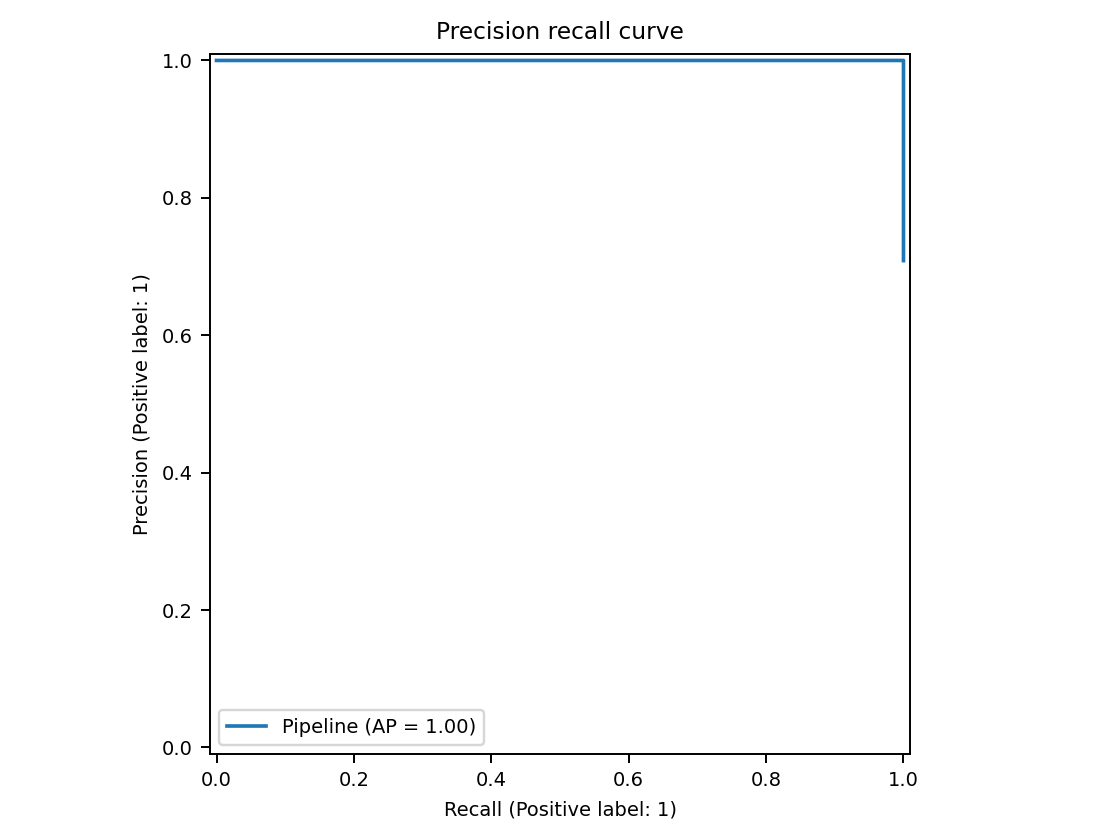 Precision recall curve
1.0
0.8
0.6
0.4
0.2
0.0
Precision (Positive label: 1)
Pipeline (AP = 1.00)
0.0 0.2 0.4 0.6 0.8 1.0
Recall (Positive label: 1)